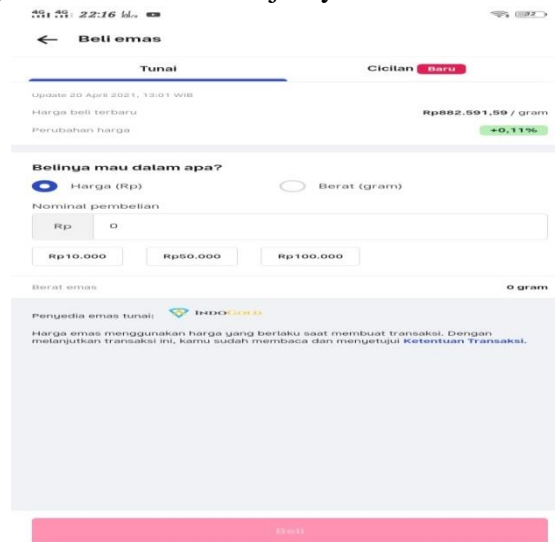 22:16
Beli emas
Tunai
Cicilan Baru
Update 20 April 2021, 13:01 WIB
Harga beli terbaru Rp882.591,59 / gram
Perubahan harga +0,11%
Belinya mau dalam apa?
Harga (Rp) Berat (gram)
Nominal pembelian
Rp 0
Rp10.000 Rp50.000 Rp100.000
Berat emas 0 gram
Penyedia emas tunai: INDOGOLD
Harga emas menggunakan harga yang berlaku saat membuat transaksi. Dengan
melanjutkan transaksi ini, kamu sudah membaca dan menyetujui Ketentuan Transaksi.
Beli